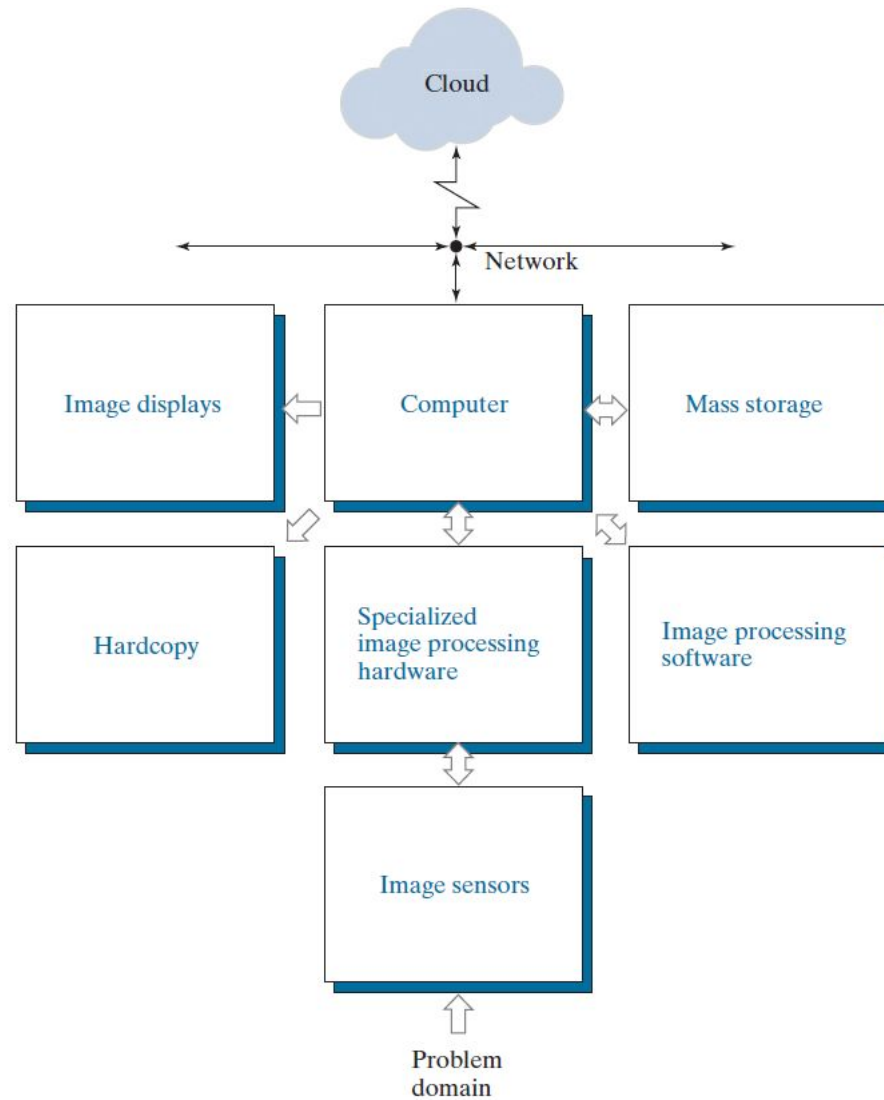 Cloud
Network
Image displays
Computer
Mass storage
Hardcopy
Specialized
image processing
hardware
Image processing
software
Image sensors
Problem
domain